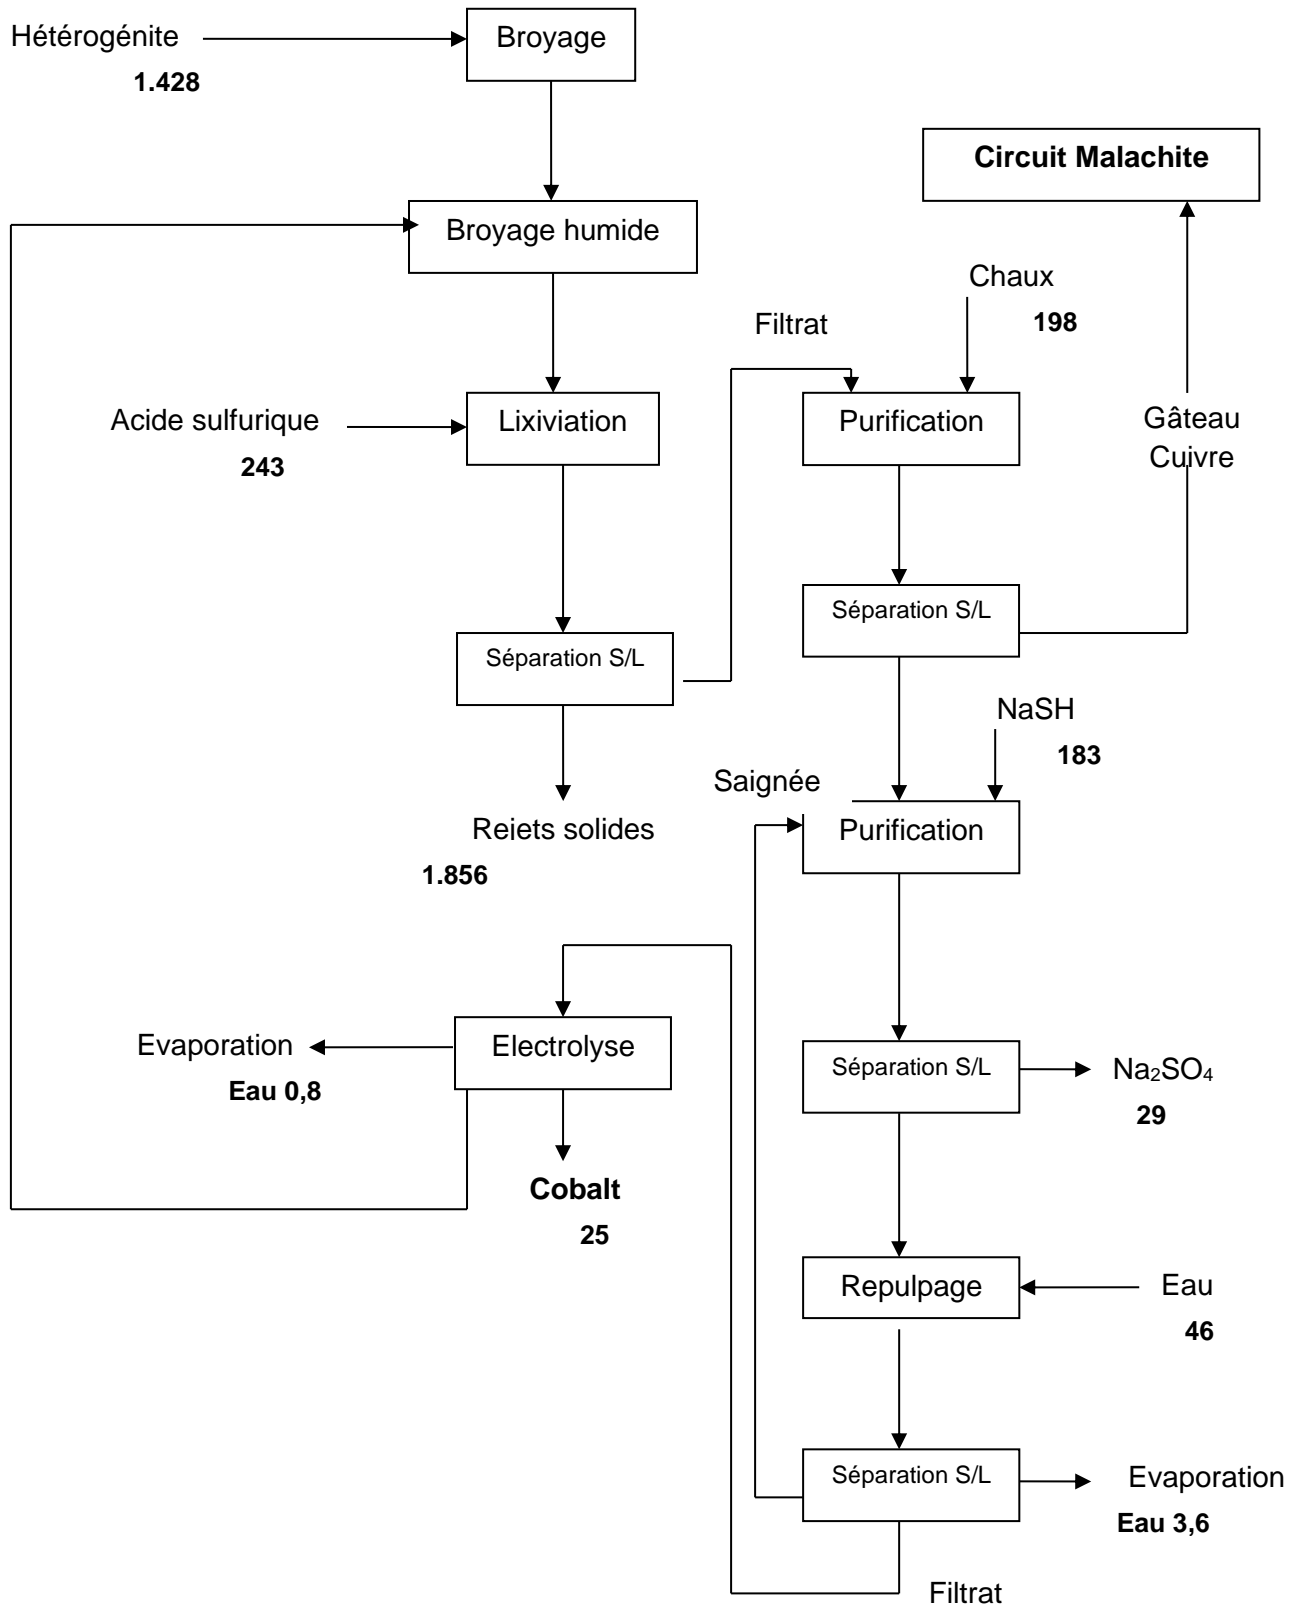 Hétérogénite
1.428
Broyage
Circuit Malachite
Broyage humide
Chaux
198
Filtrat
Acide sulfurique
243
Lixiviation
Purification
Gâteau
Cuivre
Séparation S/L
Séparation S/L
NaSH
183
Saignée
Purification
Rejets solides
1.856
Evaporation
Eau 0,8
Electrolyse
Séparation S/L
Na₂SO₄
29
Cobalt
25
Repulpage
Eau
46
Séparation S/L
Evaporation
Eau 3,6
Filtrat